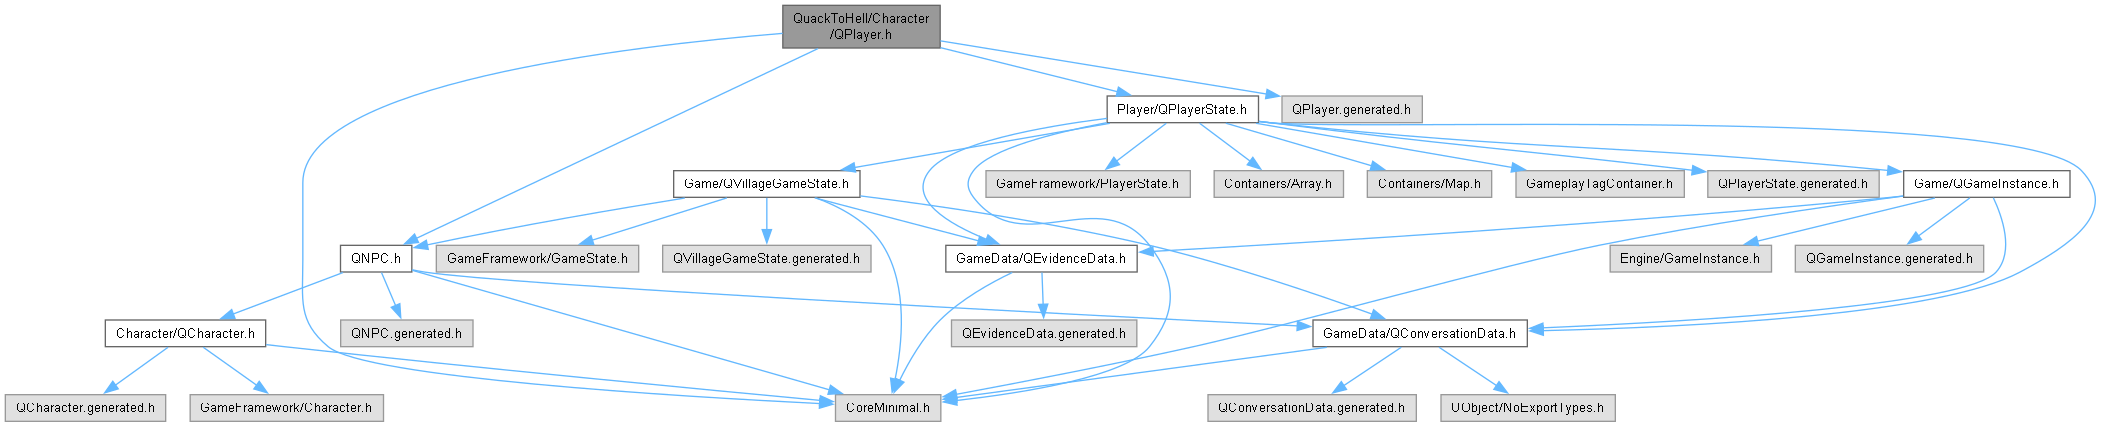 QuackToHell/Character
/QPlayer.h
Player/QPlayerState.h
QPlayer.generated.h
Game/QVillageGameState.h
GameFramework/PlayerState.h
Containers/Array.h
Containers/Map.h
GameplayTagContainer.h
QPlayerState.generated.h
Game/QGameInstance.h
QNPC.h
GameFramework/GameState.h
QVillageGameState.generated.h
GameData/QEvidenceData.h
Engine/GameInstance.h
QGameInstance.generated.h
Character/QCharacter.h
QNPC.generated.h
QEvidenceData.generated.h
GameData/QConversationData.h
QCharacter.generated.h
GameFramework/Character.h
CoreMinimal.h
QConversationData.generated.h
UObject/NoExportTypes.h